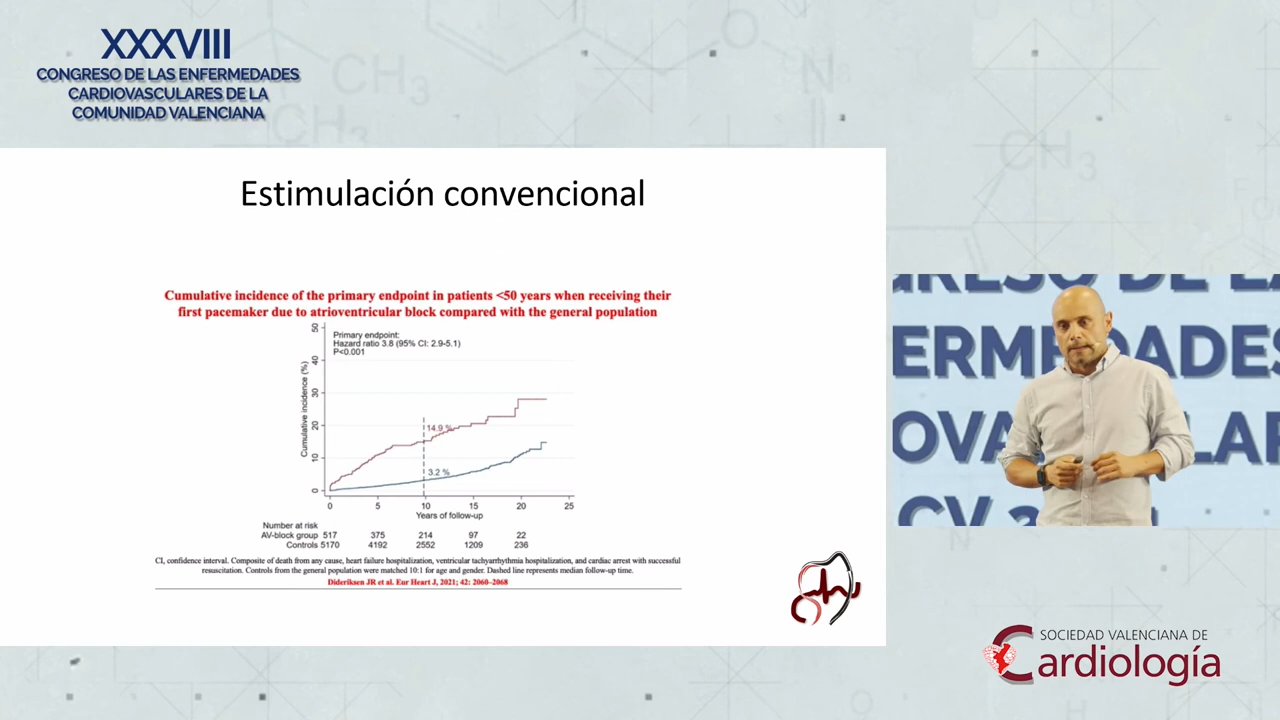 XXXVIII
CONGRESO DE LAS ENFERMEDADES
CARDIOVASCULARES DE LA
COMUNIDAD VALENCIANA
Estimulación convencional
Cumulative incidence of the primary endpoint in patients <50 years when receiving their
first pacemaker due to atrioventricular block compared with the general population
Primary endpoint:
Hazard ratio 3.8 (95% CI: 2.9-5.1)
P<0.001
Cumulative incidence (%)
50
40
30
20
10
0
14.9 %
3.2 %
0 5 10 15 20 25
Years of follow-up
Number at risk
AV-block group 517 375 214 97 22
Controls 5170 4192 2552 1209 236
CI, confidence interval. Composite of death from any cause, heart failure hospitalization, ventricular tachyarrhythmia hospitalization, and cardiac arrest with successful
resuscitation. Controls from the general population were matched 10:1 for age and gender. Dashed line represents median follow-up time.
Dideriksen JR et al. Eur Heart J, 2021; 42: 2060–2068
CH3
CH3
CH3
O
N
SOCIEDAD VALENCIANA DE
Cardiología